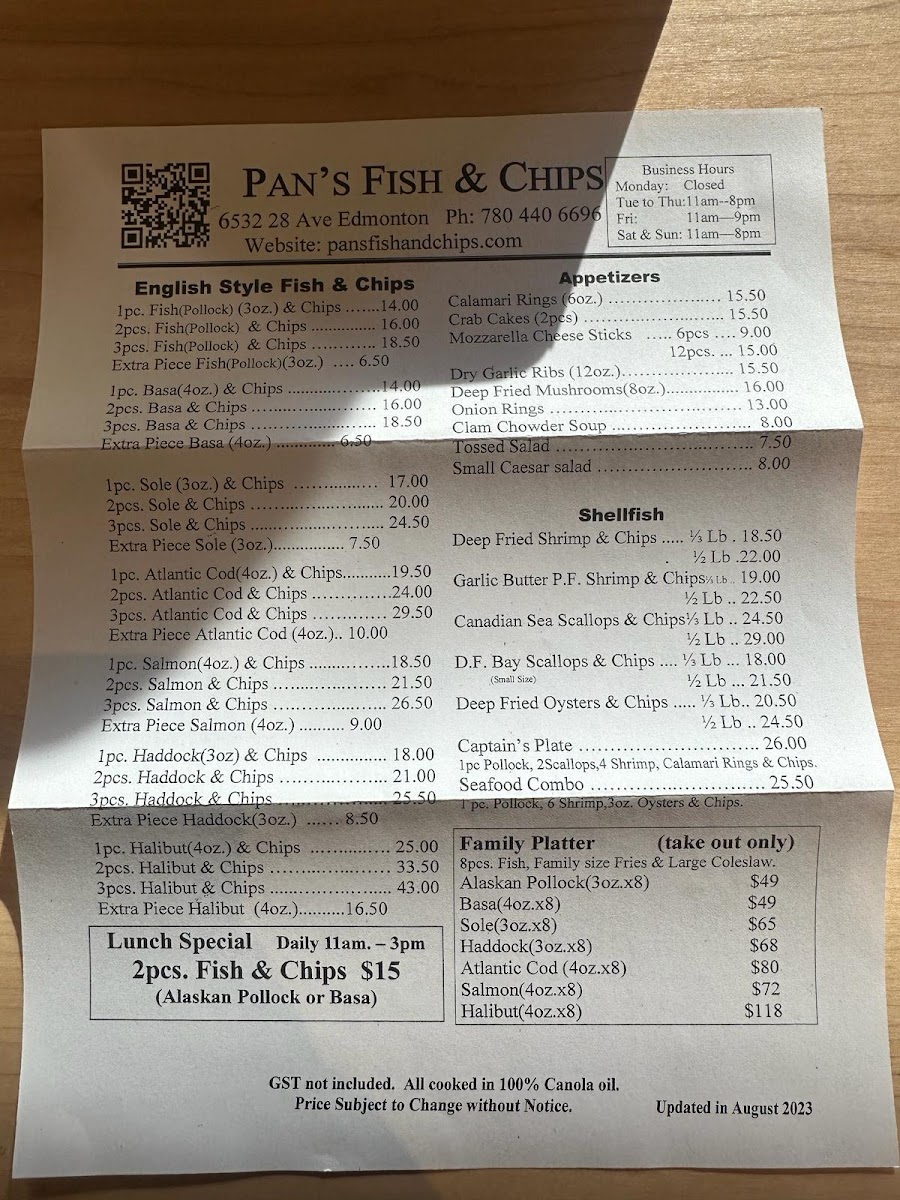 PAN'S FISH & CHIPS
6532 28 Ave Edmonton Ph: 780 440 6696
Website: pansfishandchips.com
Business Hours
Monday: Closed
Tue to Thu:11am--8pm
Fri: 11am—9pm
Sat & Sun: 11am—8pm
English Style Fish & Chips
1pc. Fish(Pollock) (3oz.) & Chips .......14.00
2pcs. Fish(Pollock) & Chips .............. 16.00
3pcs. Fish(Pollock) & Chips ............ 18.50
Extra Piece Fish(Pollock)(3oz.) .... 6.50
1pc. Basa(4oz.) & Chips ....................14.00
2pcs. Basa & Chips ........................ 16.00
3pcs. Basa & Chips ........................ 18.50
Extra Piece Basa (4oz.) ............. 6.50
1pc. Sole (3oz.) & Chips ................ 17.00
2pcs. Sole & Chips ......................... 20.00
3pcs. Sole & Chips ......................... 24.50
Extra Piece Sole (3oz.)................ 7.50
1pc. Atlantic Cod(4oz.) & Chips..........19.50
2pcs. Atlantic Cod & Chips ...............24.00
3pcs. Atlantic Cod & Chips ............... 29.50
Extra Piece Atlantic Cod (4oz.).. 10.00
1pc. Salmon(4oz.) & Chips ...............18.50
2pcs. Salmon & Chips ..................... 21.50
3pcs. Salmon & Chips ..................... 26.50
Extra Piece Salmon (4oz.) .......... 9.00
1pc. Haddock(3oz) & Chips .............. 18.00
2pcs. Haddock & Chips ................... 21.00
3pcs. Haddock & Chips.................... 25.50
Extra Piece Haddock(3oz.) ...... 8.50
1pc. Halibut(4oz.) & Chips ............... 25.00
2pcs. Halibut & Chips ...................... 33.50
3pcs. Halibut & Chips ...................... 43.00
Extra Piece Halibut (4oz.)..........16.50
Lunch Special Daily 11am. – 3pm
2pcs. Fish & Chips $15
(Alaskan Pollock or Basa)
Appetizers
Calamari Rings (6oz.) ...................... 15.50
Crab Cakes (2pcs) ........................... 15.50
Mozzarella Cheese Sticks ..... 6pcs .... 9.00
12pcs. ... 15.00
Dry Garlic Ribs (12oz.)..................... 15.50
Deep Fried Mushrooms(8oz.)............... 16.00
Onion Rings .................................... 13.00
Clam Chowder Soup .......................... 8.00
Tossed Salad ..................................... 7.50
Small Caesar salad ............................. 8.00
Shellfish
Deep Fried Shrimp & Chips ..... ⅓ Lb . 18.50
½ Lb .22.00
Garlic Butter P.F. Shrimp & Chips⅓ Lb .. 19.00
½ Lb .. 22.50
Canadian Sea Scallops & Chips⅓ Lb .. 24.50
½ Lb .. 29.00
D.F. Bay Scallops & Chips .... ⅓ Lb ... 18.00
(Small Size) ½ Lb ... 21.50
Deep Fried Oysters & Chips ..... ⅓ Lb.. 20.50
½ Lb .. 24.50
Captain's Plate ................................. 26.00
1pc Pollock, 2Scallops,4 Shrimp, Calamari Rings & Chips.
Seafood Combo ................................. 25.50
1 pc. Pollock, 6 Shrimp,3oz. Oysters & Chips.
Family Platter (take out only)
8pcs. Fish, Family size Fries & Large Coleslaw.
Alaskan Pollock(3oz.x8) $49
Basa(4oz.x8) $49
Sole(3oz.x8) $65
Haddock(3oz.x8) $68
Atlantic Cod (4oz.x8) $80
Salmon(4oz.x8) $72
Halibut(4oz.x8) $118
GST not included. All cooked in 100% Canola oil.
Price Subject to Change without Notice.
Updated in August 2023